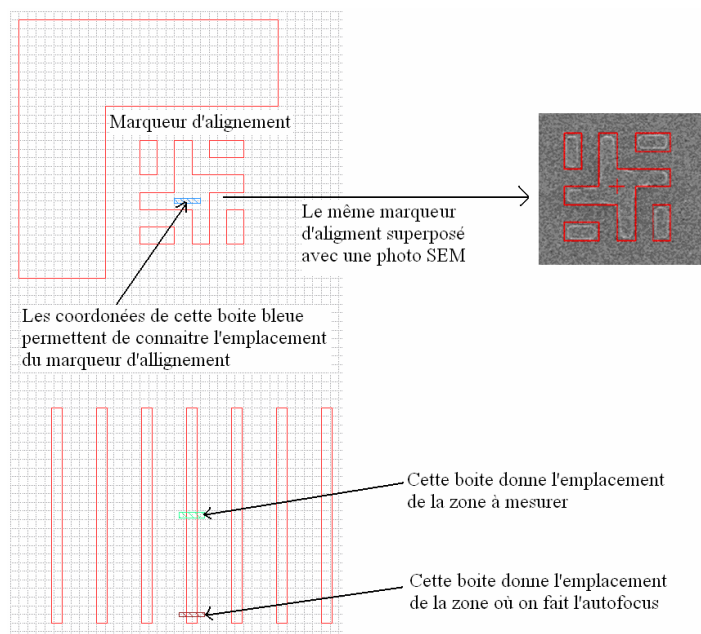 Marqueur d'alignement
Le même marqueur
d'aligment superposé
avec une photo SEM
Les coordonées de cette boite bleue
permettent de connaitre l'emplacement
du marqueur d'allignement
Cette boite donne l'emplacement
de la zone à mesurer
Cette boite donne l'emplacement
de la zone où on fait l'autofocus